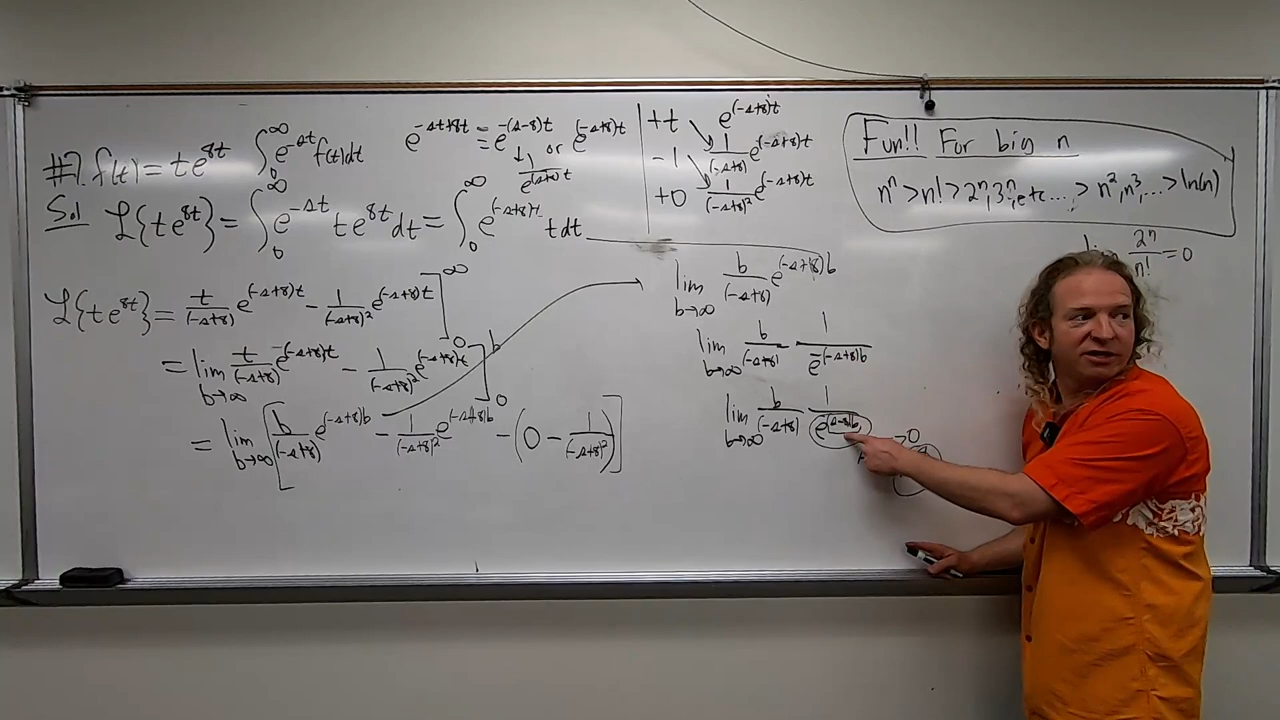 #7. f(t) = te^{8t} ∫_0^∞ e^{-st} f(t)dt e^{-st+8t} = e^{-(s-8)t} or e^{(-s+8)t}
↓ 1/e^{(s+8)t}
Sol ℒ{te^{8t}} = ∫_0^∞ e^{-st} te^{8t} dt = ∫_0^∞ e^{(-s+8)t} t dt
ℒ{te^{8t}} = t/(-s+8) e^{(-s+8)t} - 1/(-s+8)^2 e^{(-s+8)t} ]_0^∞
= lim_{b→∞} t/(-s+8) e^{(-s+8)t} - 1/(-s+8)^2 e^{(-s+8)t} ]_0^b
= lim_{b→∞} [ b/(-s+8) e^{(-s+8)b} - 1/(-s+8)^2 e^{(-s+8)b} - (0 - 1/(-s+8)^2) ]
+t e^{(-s+8)t}
-1 1/(-s+8) e^{(-s+8)t}
+0 1/(-s+8)^2 e^{(-s+8)t}
lim_{b→∞} b/(-s+8) e^{(-s+8)b}
lim_{b→∞} b/(-s+8) 1/e^{-(-s+8)b}
lim_{b→∞} b/(-s+8) 1/e^{(s-8)b}
>0
Fun!! For big n
n^n > n! > 2^n, 3^n, etc.... > n^2, n^3, ... > ln(n)
2^n/n! = 0